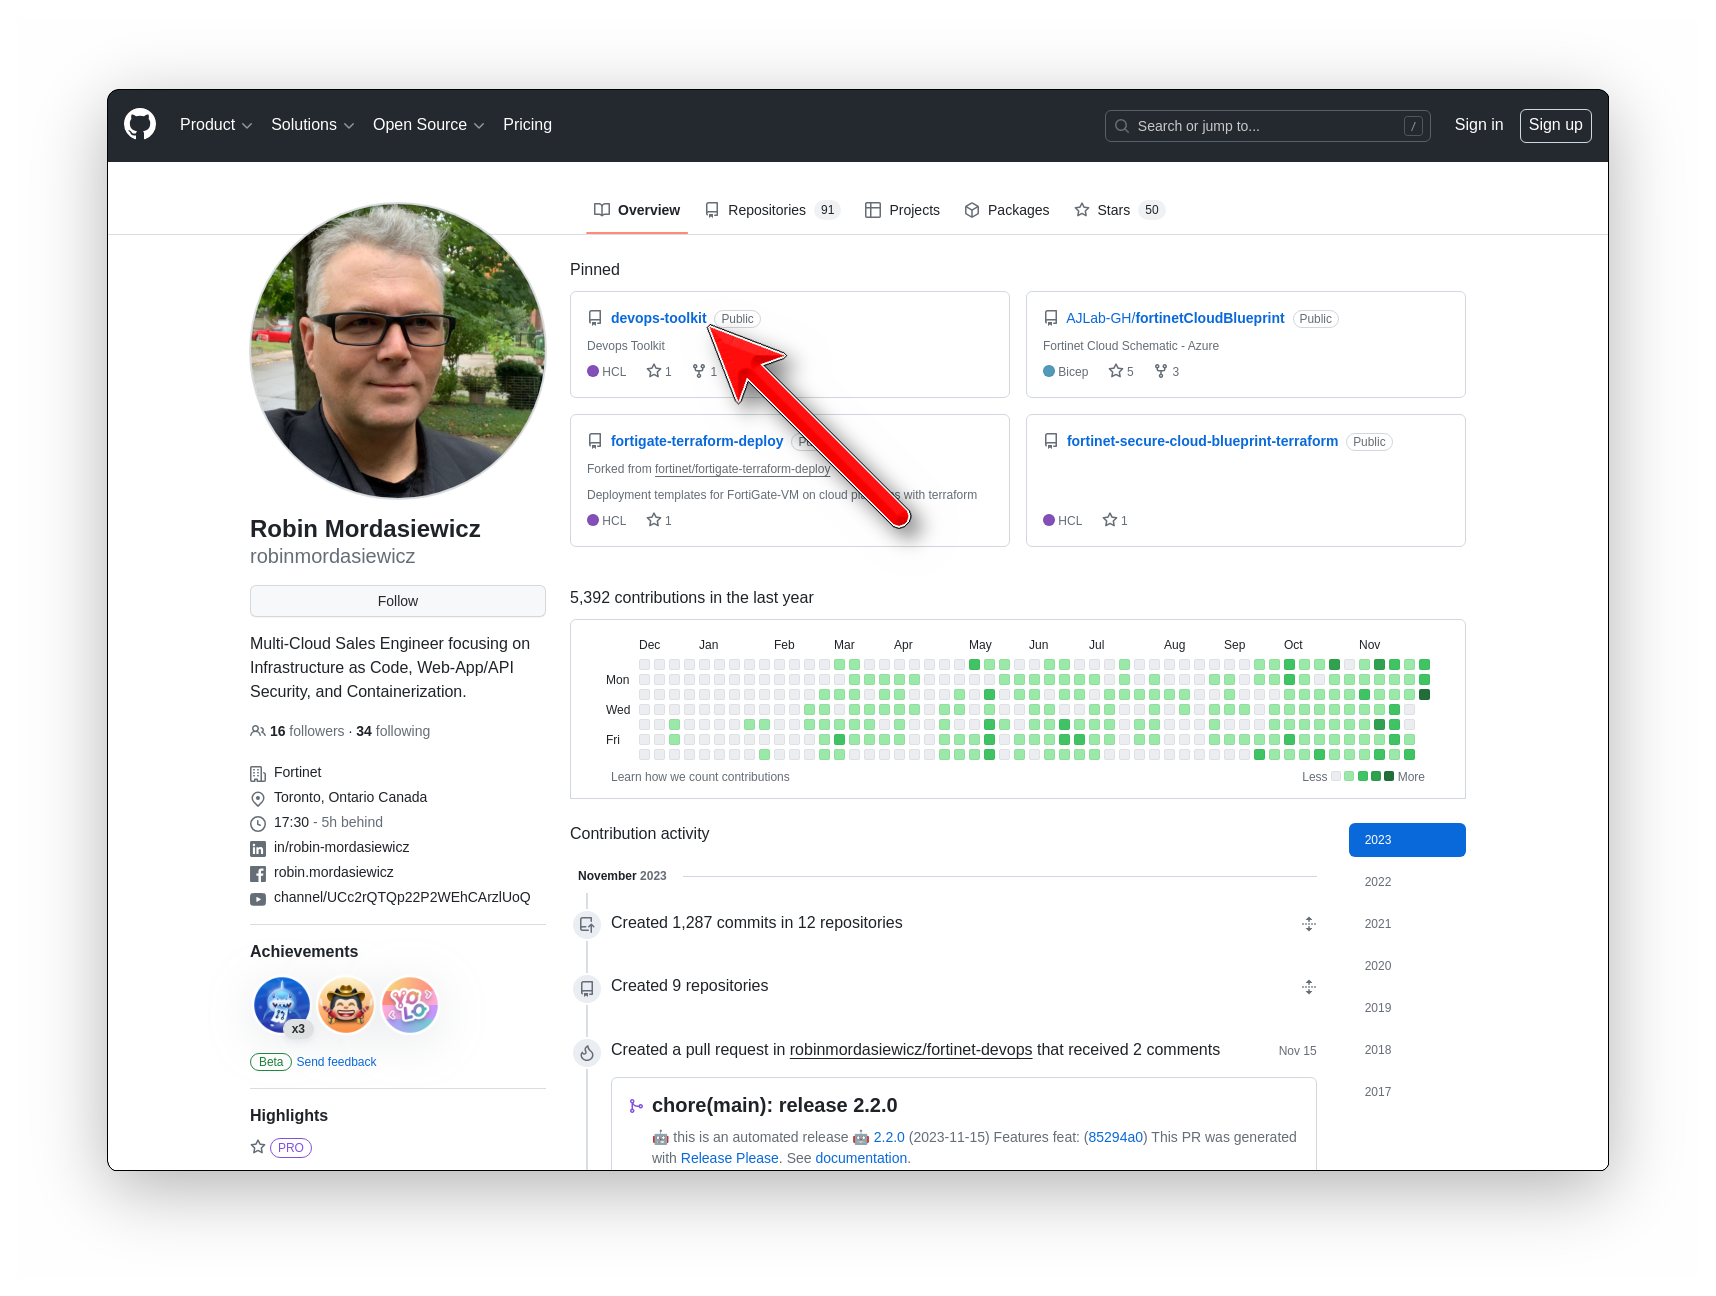 Product Solutions Open Source Pricing Search or jump to... / Sign in Sign up
Overview Repositories 91 Projects Packages Stars 50
Pinned
devops-toolkit Public
Devops Toolkit
HCL 1 1
AJLab-GH/fortinetCloudBlueprint Public
Fortinet Cloud Schematic - Azure
Bicep 5 3
fortigate-terraform-deploy
Forked from fortinet/fortigate-terraform-deploy
Deployment templates for FortiGate-VM on cloud with terraform
HCL 1
fortinet-secure-cloud-blueprint-terraform Public
HCL 1
Robin Mordasiewicz
robinmordasiewicz
Follow
Multi-Cloud Sales Engineer focusing on
Infrastructure as Code, Web-App/API
Security, and Containerization.
16 followers · 34 following
Fortinet
Toronto, Ontario Canada
17:30 - 5h behind
in/robin-mordasiewicz
robin.mordasiewicz
channel/UCc2rQTQp22P2WEhCArzlUoQ
Achievements
x3
YOLO
Beta Send feedback
Highlights
PRO
5,392 contributions in the last year
Dec Jan Feb Mar Apr May Jun Jul Aug Sep Oct Nov
Mon
Wed
Fri
Learn how we count contributions Less More
Contribution activity
November 2023
Created 1,287 commits in 12 repositories
Created 9 repositories
Created a pull request in robinmordasiewicz/fortinet-devops that received 2 comments Nov 15
chore(main): release 2.2.0
🤖 this is an automated release 🤖 2.2.0 (2023-11-15) Features feat: (85294a0) This PR was generated
with Release Please. See documentation.
2023
2022
2021
2020
2019
2018
2017